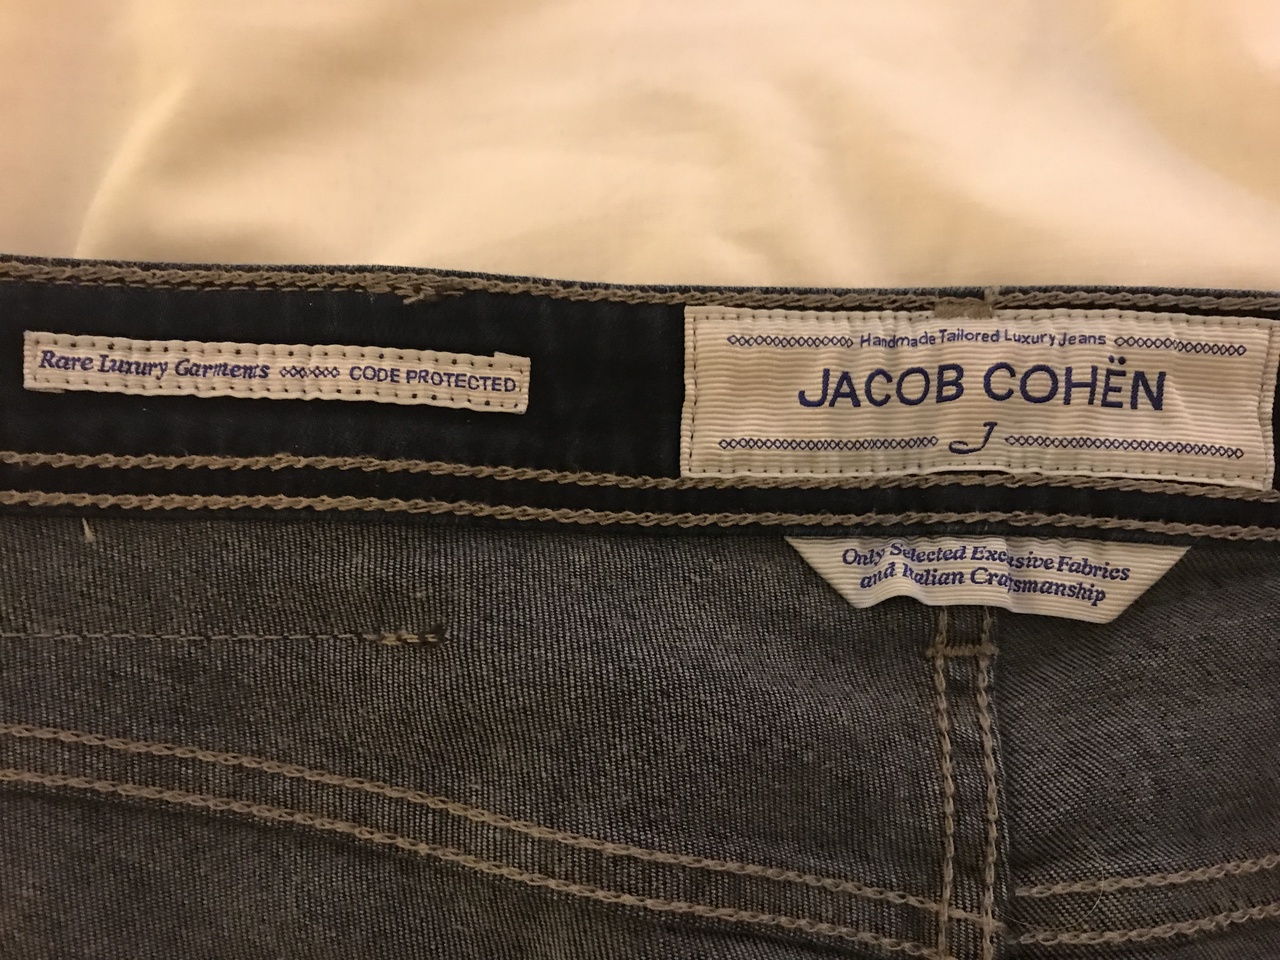 Rare Luxury Garments CODE PROTECTED
Handmade Tailored Luxury Jeans
JACOB COHËN
J
Only Selected Exclusive Fabrics
and Italian Craftsmanship